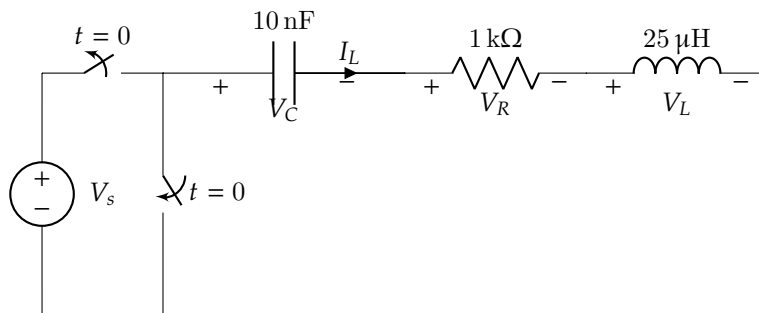 t = 0
10 nF
I_L
1 kΩ
25 µH
+ −
V_C
+ −
V_R
+ −
V_L
+
−
V_s
t = 0